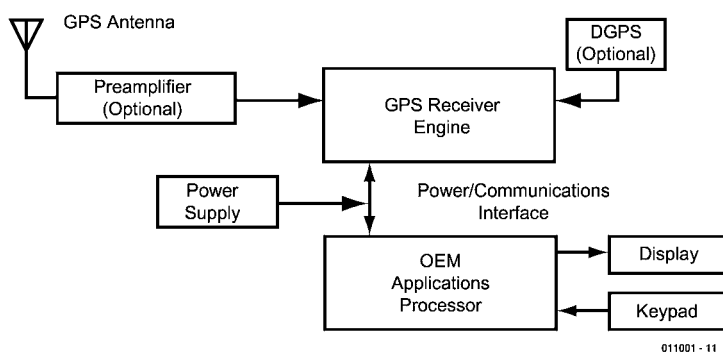 GPS Antenna
DGPS
(Optional)
Preamplifier
(Optional)
GPS Receiver
Engine
Power
Supply
Power/Communications
Interface
OEM
Applications
Processor
Display
Keypad
011001 - 11